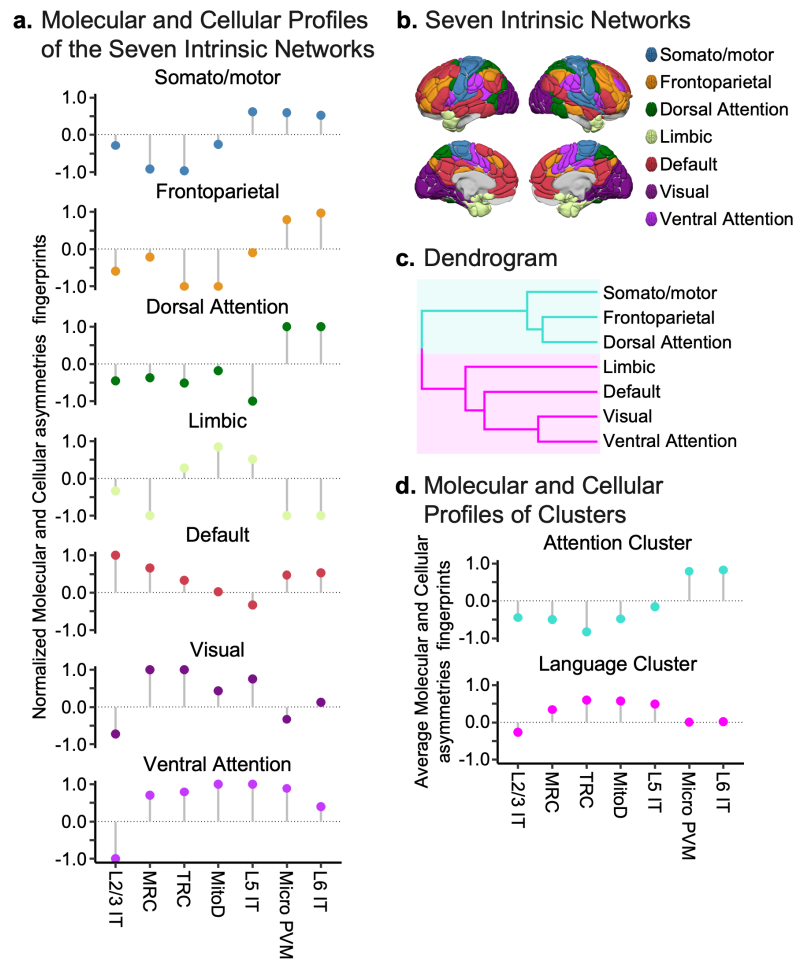 a. Molecular and Cellular Profiles
of the Seven Intrinsic Networks
Normalized Molecular and Cellular asymmetries fingerprints
Somato/motor
1.0
0.0
-1.0
Frontoparietal
1.0
0.0
-1.0
Dorsal Attention
1.0
0.0
-1.0
Limbic
1.0
0.0
-1.0
Default
1.0
0.0
-1.0
Visual
1.0
0.0
-1.0
Ventral Attention
1.0
0.0
-1.0
L2/3 IT
MRC
TRC
MitoD
L5 IT
Micro PVM
L6 IT
b. Seven Intrinsic Networks
Somato/motor
Frontoparietal
Dorsal Attention
Limbic
Default
Visual
Ventral Attention
c. Dendrogram
Somato/motor
Frontoparietal
Dorsal Attention
Limbic
Default
Visual
Ventral Attention
d. Molecular and Cellular
Profiles of Clusters
Average Molecular and Cellular
asymmetries fingerprints
Attention Cluster
1.0
0.0
-1.0
Language Cluster
1.0
0.0
-1.0
L2/3 IT
MRC
TRC
MitoD
L5 IT
Micro PVM
L6 IT